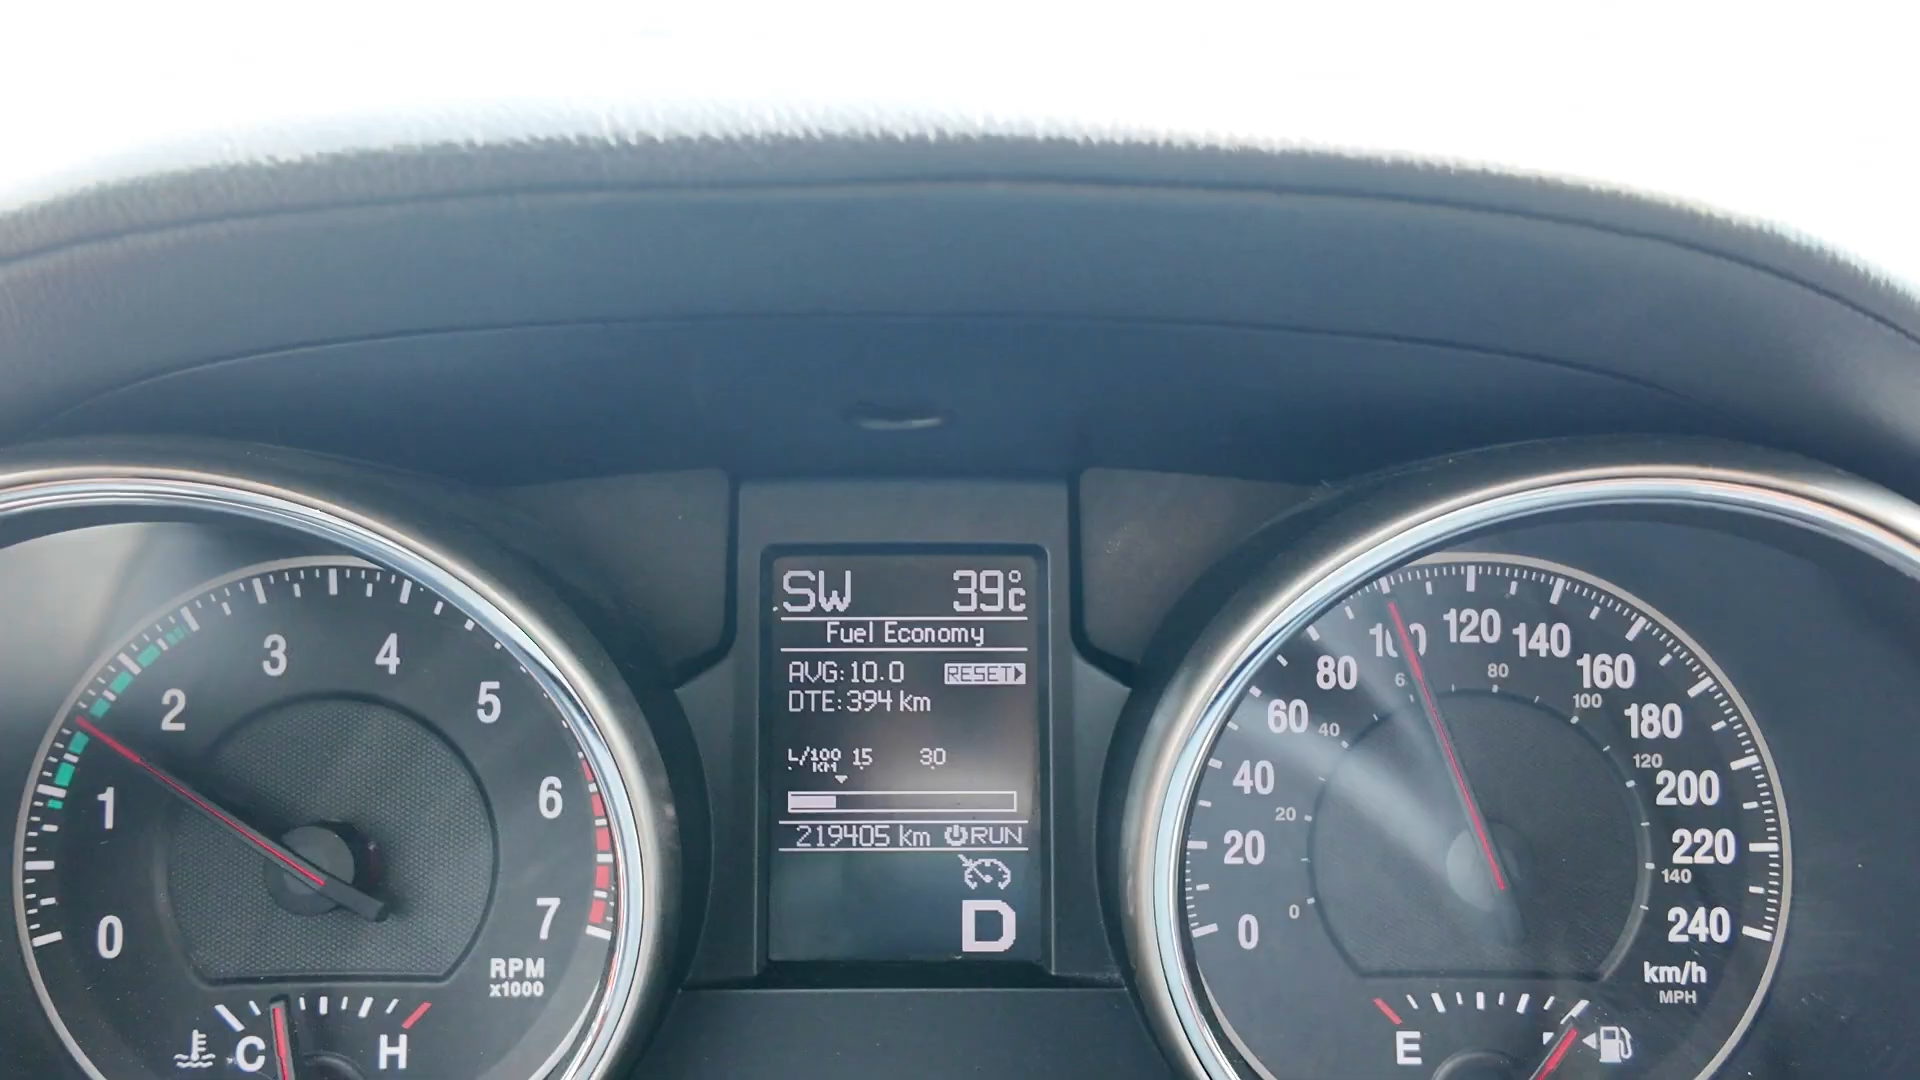 SW 39°C
Fuel Economy
AVG:10.0 RESET
DTE:394 km
L/100 KM 15 30
219405 km RUN
D
0 1 2 3 4 5 6 7
RPM
x1000
C H
0 20 40 60 80 100 120 140 160 180 200 220 240
0 20 40 80 100 120 140
km/h
MPH
E